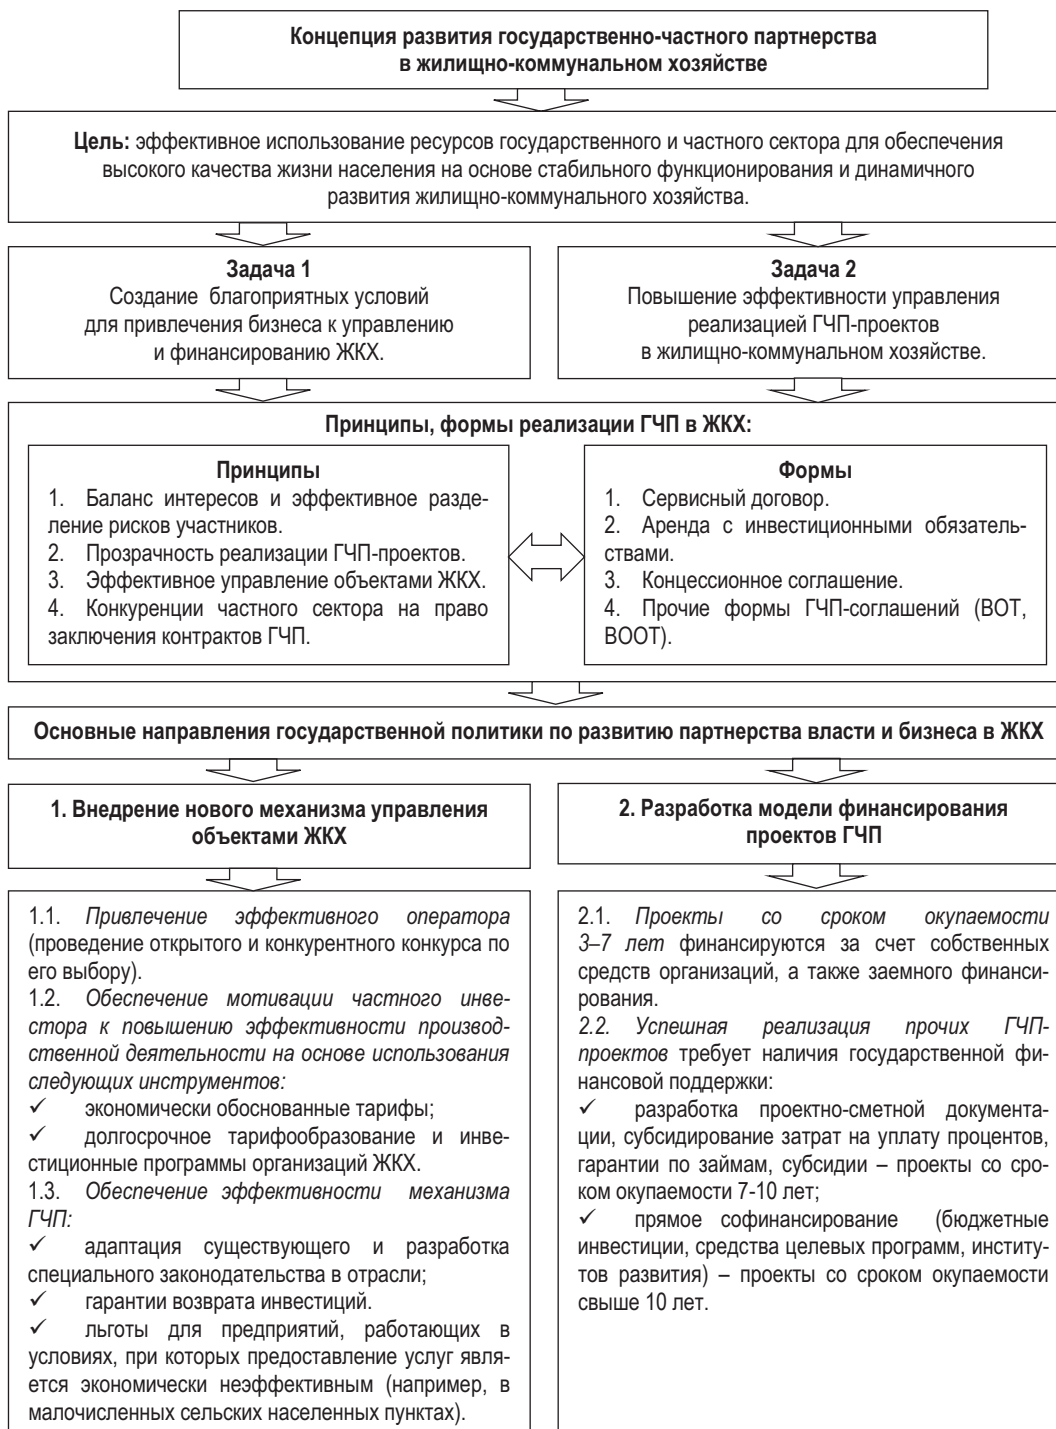 Концепция развития государственно-частного партнерства
в жилищно-коммунальном хозяйстве
Цель: эффективное использование ресурсов государственного и частного сектора для обеспечения
высокого качества жизни населения на основе стабильного функционирования и динамичного
развития жилищно-коммунального хозяйства.
Задача 1
Создание благоприятных условий
для привлечения бизнеса к управлению
и финансированию ЖКХ.
Задача 2
Повышение эффективности управления
реализацией ГЧП-проектов
в жилищно-коммунальном хозяйстве.
Принципы, формы реализации ГЧП в ЖКХ:
Принципы
1. Баланс интересов и эффективное разде-
ление рисков участников.
2. Прозрачность реализации ГЧП-проектов.
3. Эффективное управление объектами ЖКХ.
4. Конкуренции частного сектора на право
заключения контрактов ГЧП.
Формы
1. Сервисный договор.
2. Аренда с инвестиционными обязатель-
ствами.
3. Концессионное соглашение.
4. Прочие формы ГЧП-соглашений (BOT,
BOOT).
Основные направления государственной политики по развитию партнерства власти и бизнеса в ЖКХ
1. Внедрение нового механизма управления
объектами ЖКХ
1.1. Привлечение эффективного оператора
(проведение открытого и конкурентного конкурса по
его выбору).
1.2. Обеспечение мотивации частного инве-
стора к повышению эффективности производ-
ственной деятельности на основе использования
следующих инструментов:
✓ экономически обоснованные тарифы;
✓ долгосрочное тарифообразование и инве-
стиционные программы организаций ЖКХ.
1.3. Обеспечение эффективности механизма
ГЧП:
✓ адаптация существующего и разработка
специального законодательства в отрасли;
✓ гарантии возврата инвестиций.
✓ льготы для предприятий, работающих в
условиях, при которых предоставление услуг явля-
ется экономически неэффективным (например, в
малочисленных сельских населенных пунктах).
2. Разработка модели финансирования
проектов ГЧП
2.1. Проекты со сроком окупаемости
3–7 лет финансируются за счет собственных
средств организаций, а также заемного финанси-
рования.
2.2. Успешная реализация прочих ГЧП-
проектов требует наличия государственной фи-
нансовой поддержки:
✓ разработка проектно-сметной документа-
ции, субсидирование затрат на уплату процентов,
гарантии по займам, субсидии – проекты со сро-
ком окупаемости 7-10 лет;
✓ прямое софинансирование (бюджетные
инвестиции, средства целевых программ, институ-
тов развития) – проекты со сроком окупаемости
свыше 10 лет.